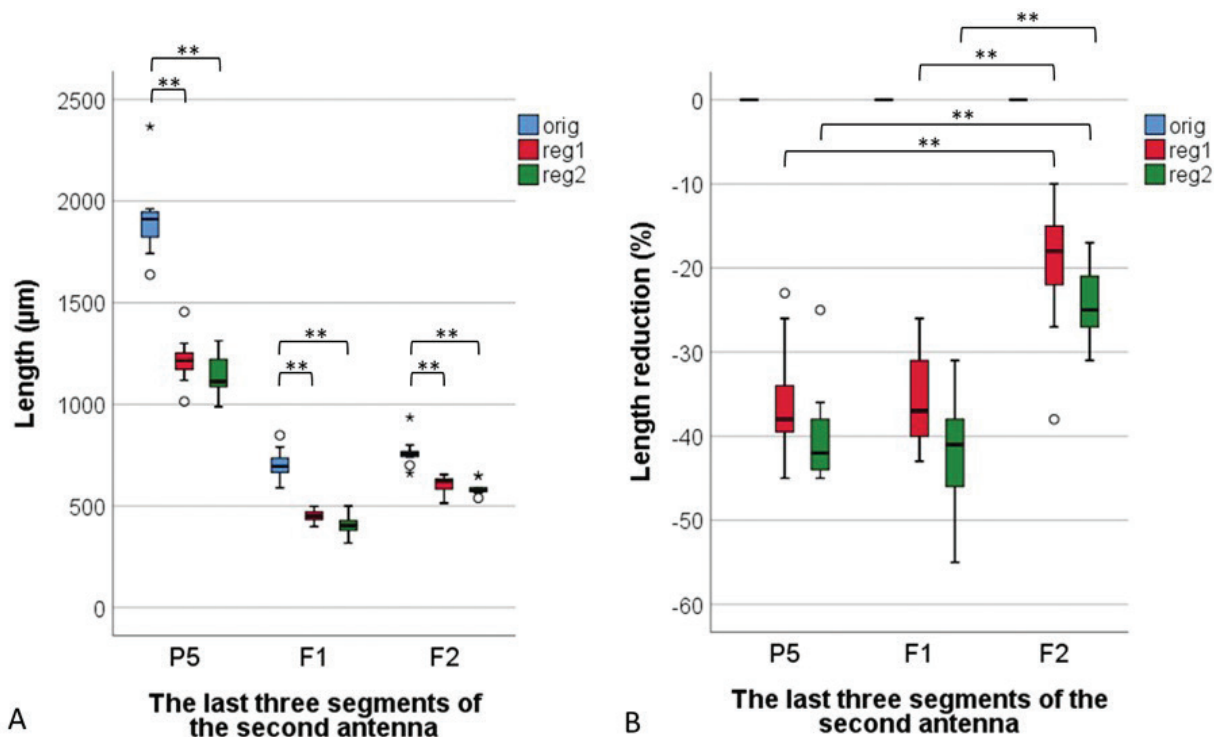 **
**
2500
2000
1500
1000
500
0
Length (µm)
*
o
o
o
o
**
**
o
**
**
*
o
*
*
o
orig
reg1
reg2
P5
F1
F2
The last three segments of
the second antenna
A
**
**
**
**
0
-10
-20
-30
-40
-50
-60
Length reduction (%)
orig
reg1
reg2
P5
F1
F2
The last three segments of the
second antenna
B